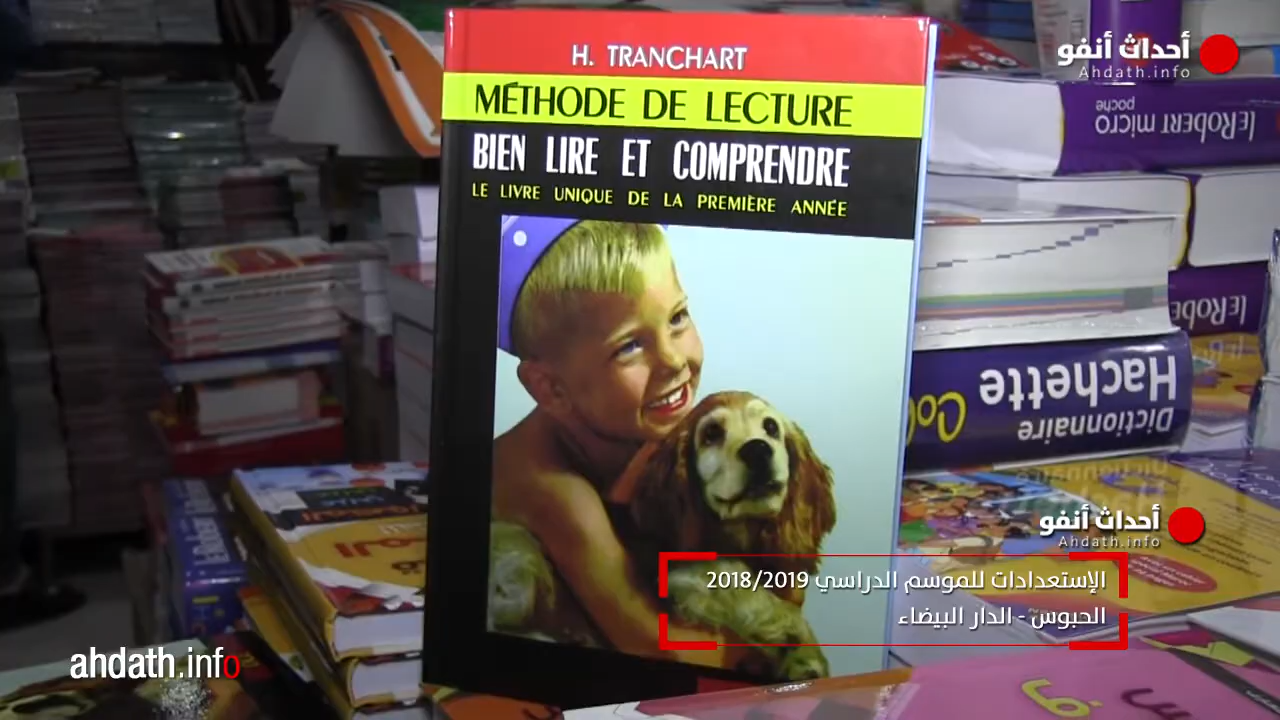 أحداث أنفو
Ahdath.info
H. TRANCHART
MÉTHODE DE LECTURE
BIEN LIRE ET COMPRENDRE
LE LIVRE UNIQUE DE LA PREMIÈRE ANNÉE
le Robert micro
poche
le Robert
Dictionnaire
Hachette
أحداث أنفو
Ahdath.info
الإستعدادات للموسم الدراسي 2018/2019
الحبوس - الدار البيضاء
ahdath.info